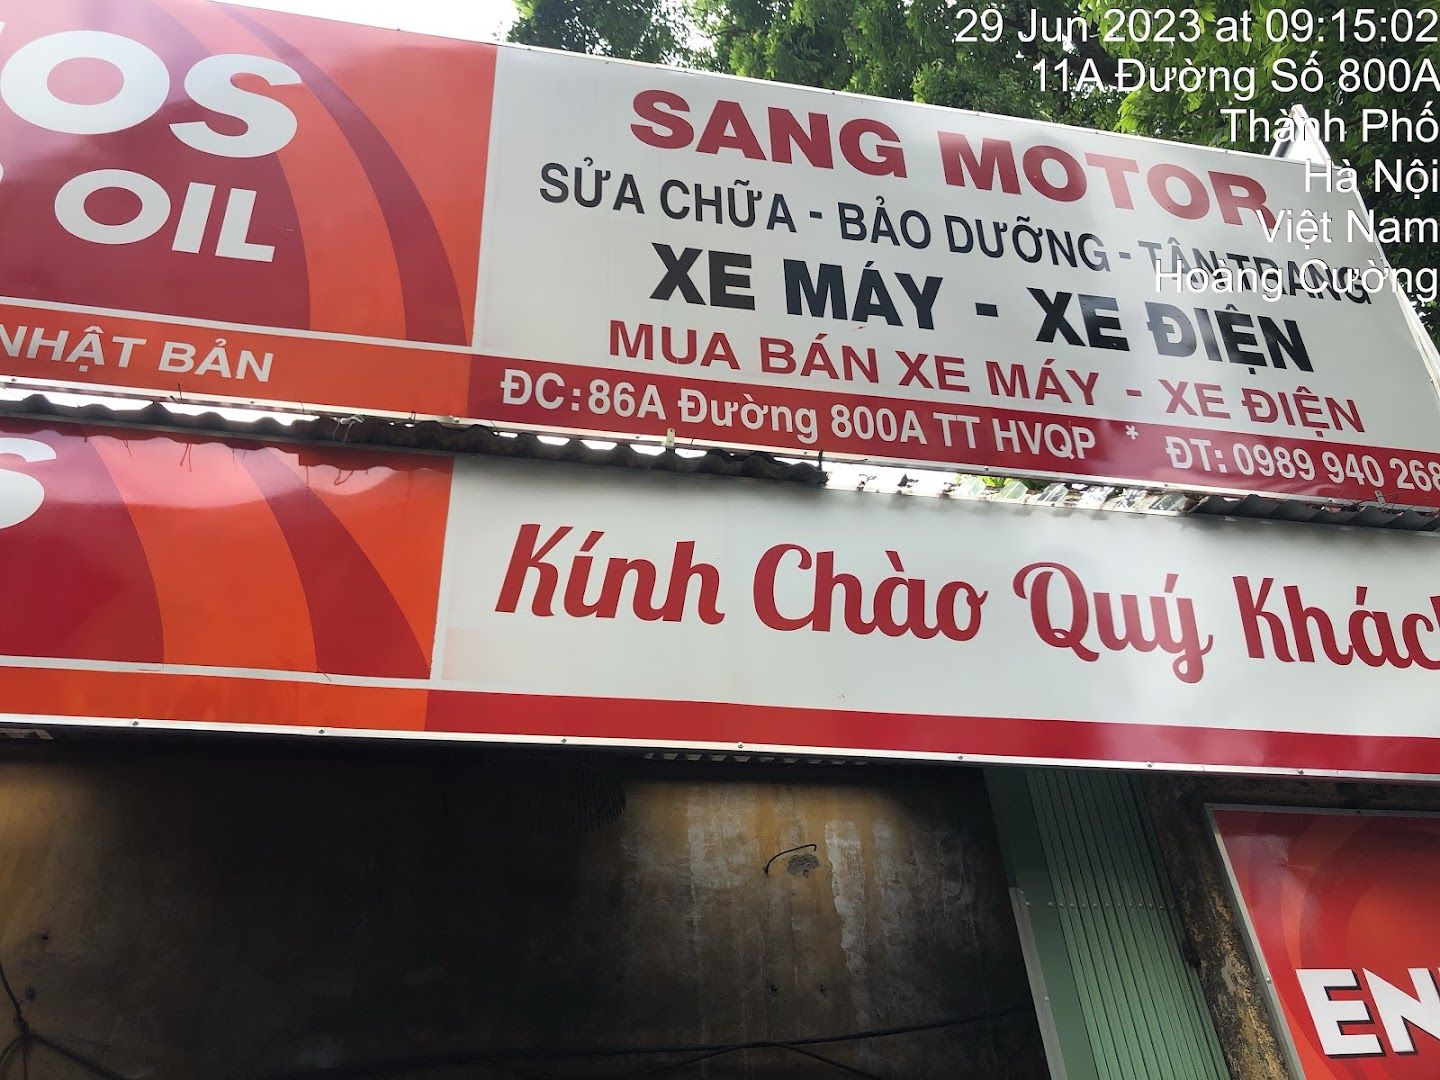 29 Jun 2023 at 09:15:02
11A Đường Số 800A
Thành Phố
Hà Nội
Việt Nam
Hoàng Cường
OS
OIL
NHẬT BẢN
SANG MOTOR
SỬA CHỮA - BẢO DƯỠNG - TÂN TRANG
XE MÁY - XE ĐIỆN
MUA BÁN XE MÁY - XE ĐIỆN
ĐC: 86A Đường 800A TT HVQP * ĐT: 0989 940 268
S
Kính Chào Quý Khác
EN